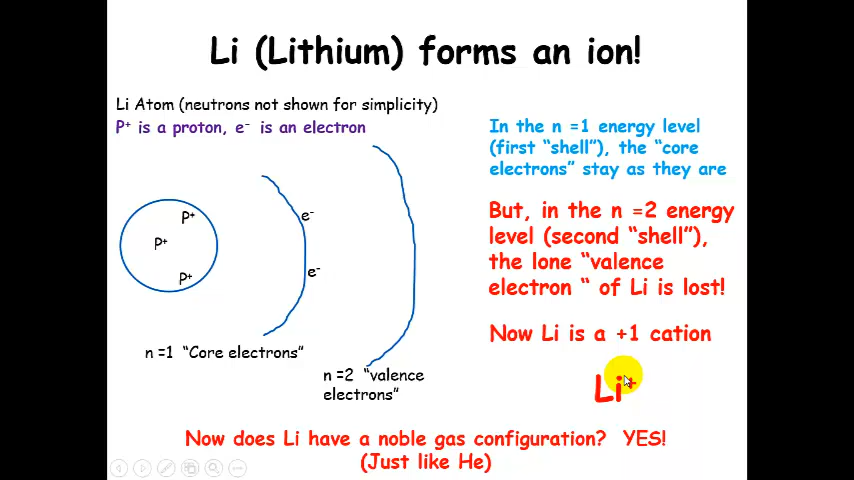 Li (Lithium) forms an ion!
Li Atom (neutrons not shown for simplicity)
P⁺ is a proton, e⁻ is an electron
P⁺
P⁺
P⁺
e⁻
e⁻
n =1 “Core electrons”
n =2 “valence
electrons”
In the n =1 energy level
(first “shell”), the “core
electrons” stay as they are
But, in the n =2 energy
level (second “shell”),
the lone “valence
electron “ of Li is lost!
Now Li is a +1 cation
Li⁺
Now does Li have a noble gas configuration? YES!
(Just like He)